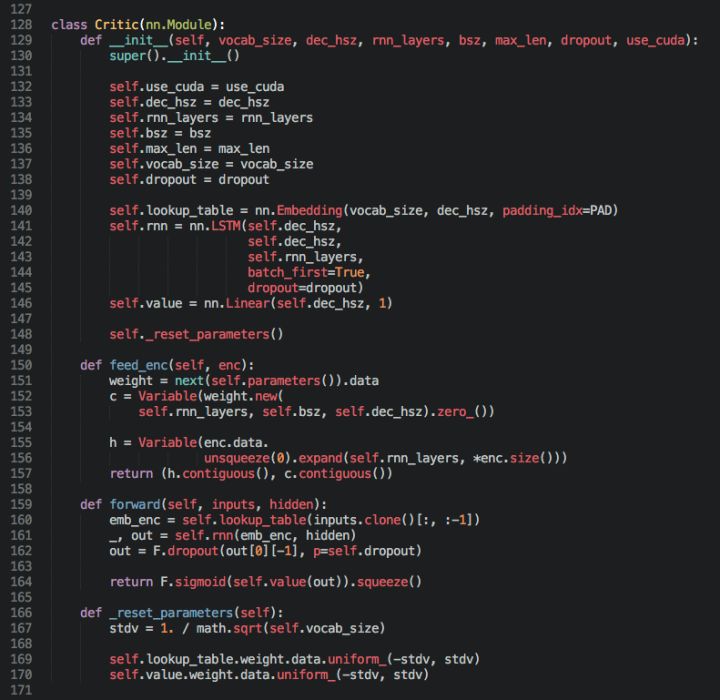 127
128 class Critic(nn.Module):
129     def __init__(self, vocab_size, dec_hsz, rnn_layers, bsz, max_len, dropout, use_cuda):
130         super().__init__()
131
132         self.use_cuda = use_cuda
133         self.dec_hsz = dec_hsz
134         self.rnn_layers = rnn_layers
135         self.bsz = bsz
136         self.max_len = max_len
137         self.vocab_size = vocab_size
138         self.dropout = dropout
139
140         self.lookup_table = nn.Embedding(vocab_size, dec_hsz, padding_idx=PAD)
141         self.rnn = nn.LSTM(self.dec_hsz,
142                            self.dec_hsz,
143                            self.rnn_layers,
144                            batch_first=True,
145                            dropout=dropout)
146         self.value = nn.Linear(self.dec_hsz, 1)
147
148         self._reset_parameters()
149
150     def feed_enc(self, enc):
151         weight = next(self.parameters()).data
152         c = Variable(weight.new(
153             self.rnn_layers, self.bsz, self.dec_hsz).zero_())
154
155         h = Variable(enc.data.
156                      unsqueeze(0).expand(self.rnn_layers, *enc.size()))
157         return (h.contiguous(), c.contiguous())
158
159     def forward(self, inputs, hidden):
160         emb_enc = self.lookup_table(inputs.clone()[:, :-1])
161         _, out = self.rnn(emb_enc, hidden)
162         out = F.dropout(out[0][-1], p=self.dropout)
163
164         return F.sigmoid(self.value(out)).squeeze()
165
166     def _reset_parameters(self):
167         stdv = 1. / math.sqrt(self.vocab_size)
168
169         self.lookup_table.weight.data.uniform_(-stdv, stdv)
170         self.value.weight.data.uniform_(-stdv, stdv)
171